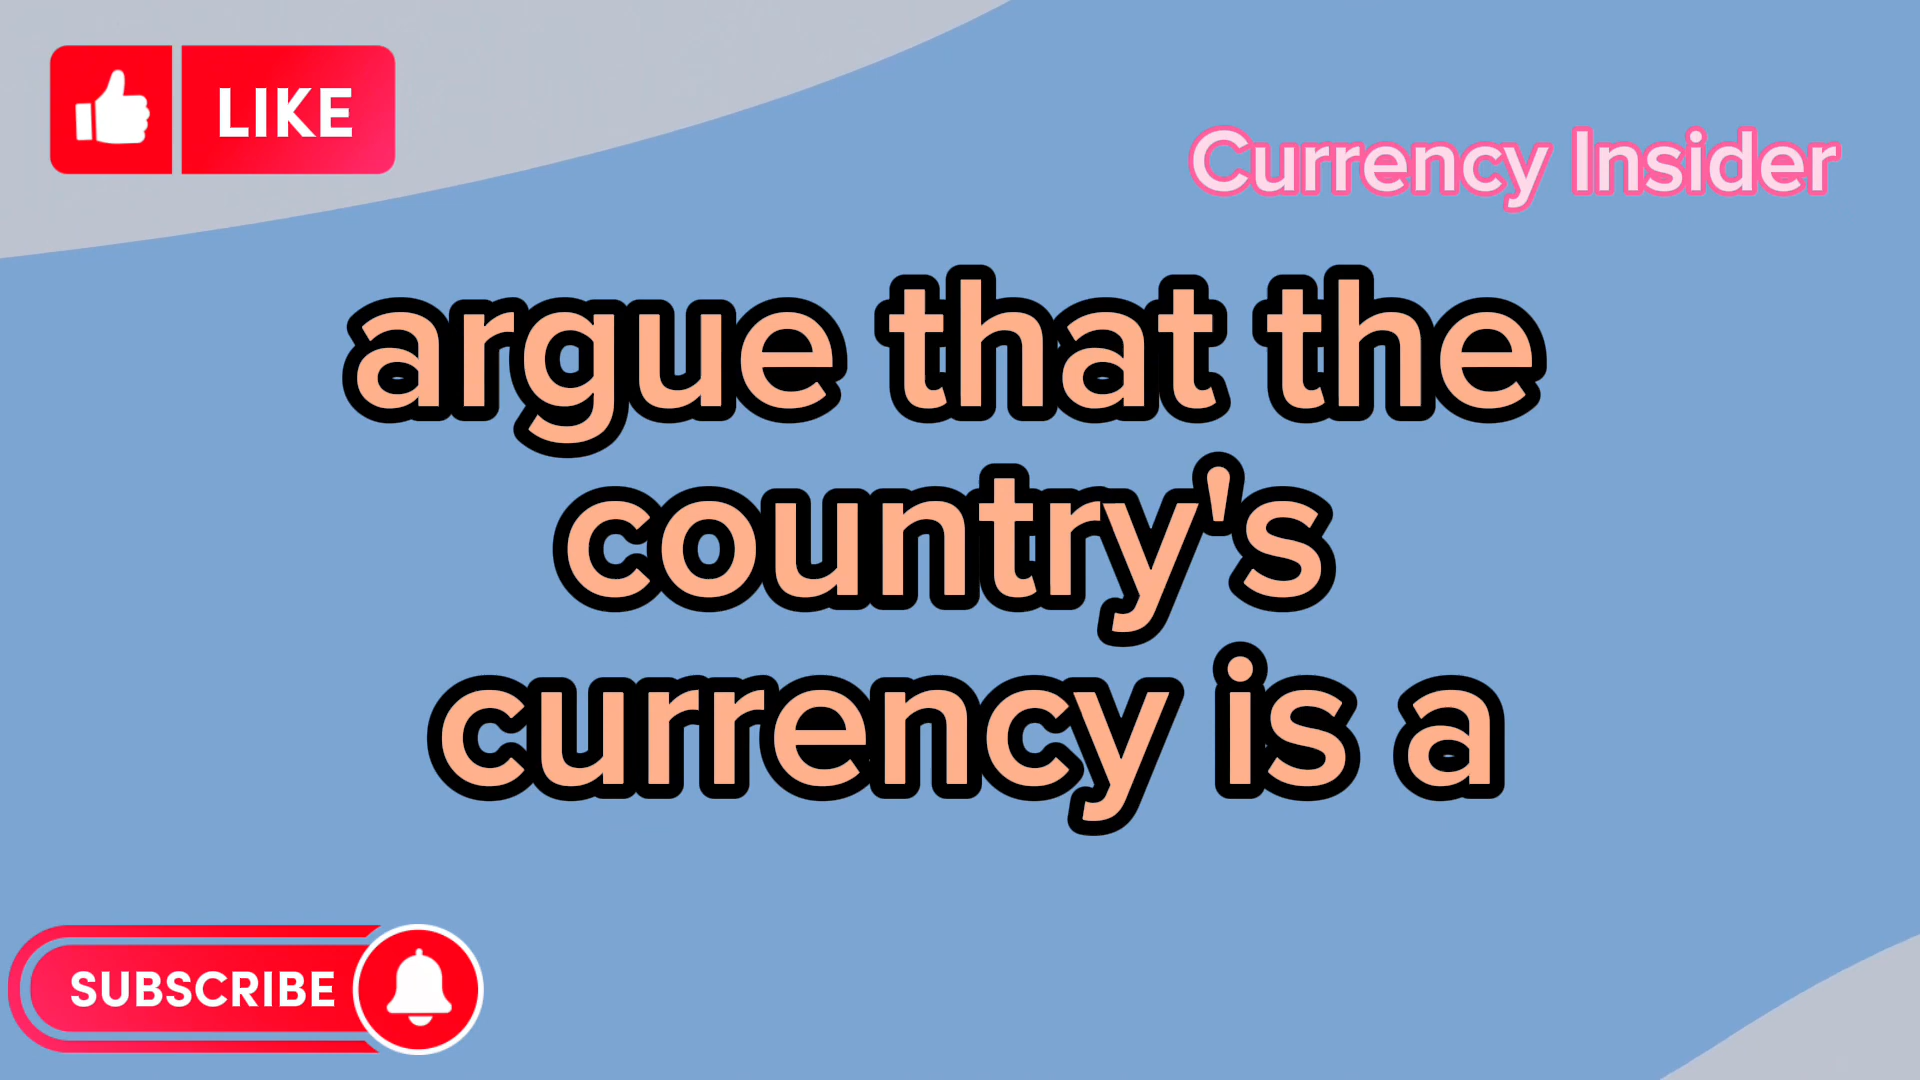 LIKE
Currency Insider
argue that the
country's
currency is a
SUBSCRIBE